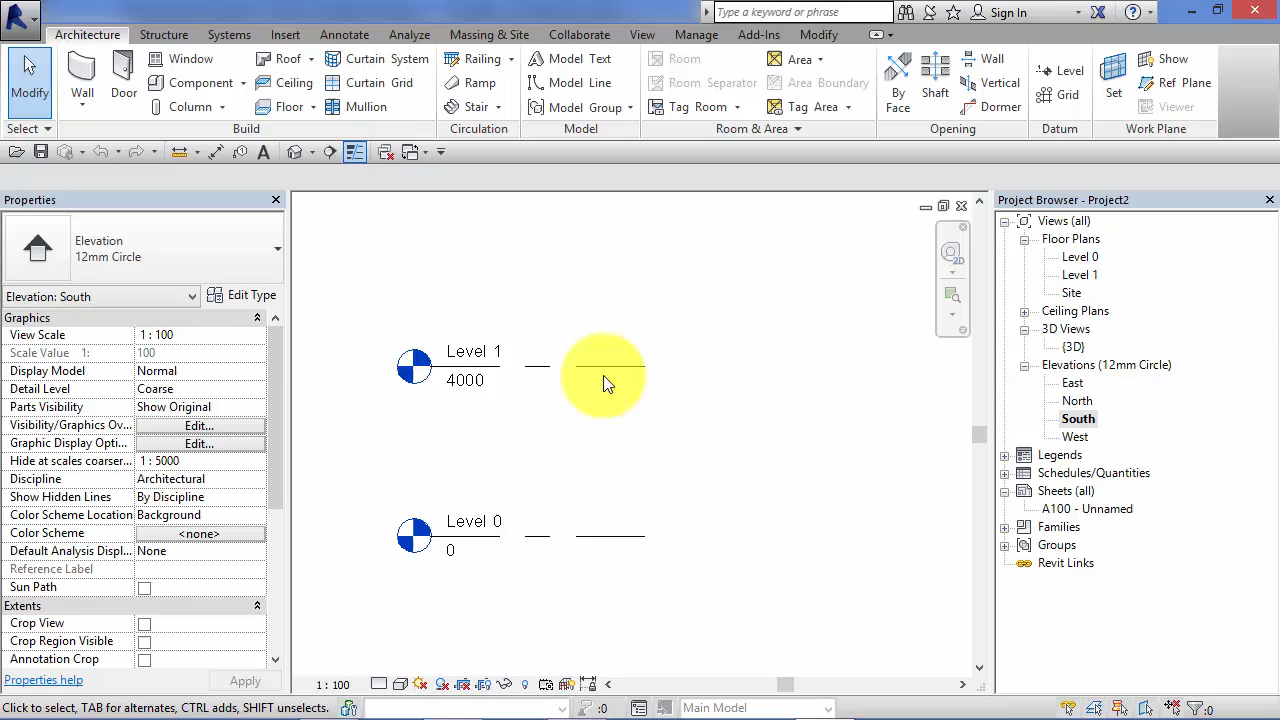 Type a keyword or phrase
Sign In
Architecture Structure Systems Insert Annotate Analyze Massing & Site Collaborate View Manage Add-Ins Modify
Modify
Wall
Door
Window
Component
Column
Roof
Ceiling
Floor
Curtain System
Curtain Grid
Mullion
Railing
Ramp
Stair
Model Text
Model Line
Model Group
Room
Room Separator
Tag Room
Area
Area Boundary
Tag Area
By
Face
Shaft
Wall
Vertical
Dormer
Level
Grid
Set
Show
Ref Plane
Viewer
Select Build Circulation Model Room & Area Opening Datum Work Plane
Properties
Elevation
12mm Circle
Elevation: South Edit Type
Graphics
View Scale 1 : 100
Scale Value 1: 100
Display Model Normal
Detail Level Coarse
Parts Visibility Show Original
Visibility/Graphics Ov... Edit...
Graphic Display Optio... Edit...
Hide at scales coarser... 1 : 5000
Discipline Architectural
Show Hidden Lines By Discipline
Color Scheme Location Background
Color Scheme <none>
Default Analysis Displ... None
Reference Label
Sun Path
Extents
Crop View
Crop Region Visible
Annotation Crop
Properties help Apply
2D
Level 1
4000
Level 0
0
1 : 100
Project Browser - Project2
Views (all)
Floor Plans
Level 0
Level 1
Site
Ceiling Plans
3D Views
{3D}
Elevations (12mm Circle)
East
North
South
West
Legends
Schedules/Quantities
Sheets (all)
A100 - Unnamed
Families
Groups
Revit Links
Click to select, TAB for alternates, CTRL adds, SHIFT unselects. :0 Main Model :0